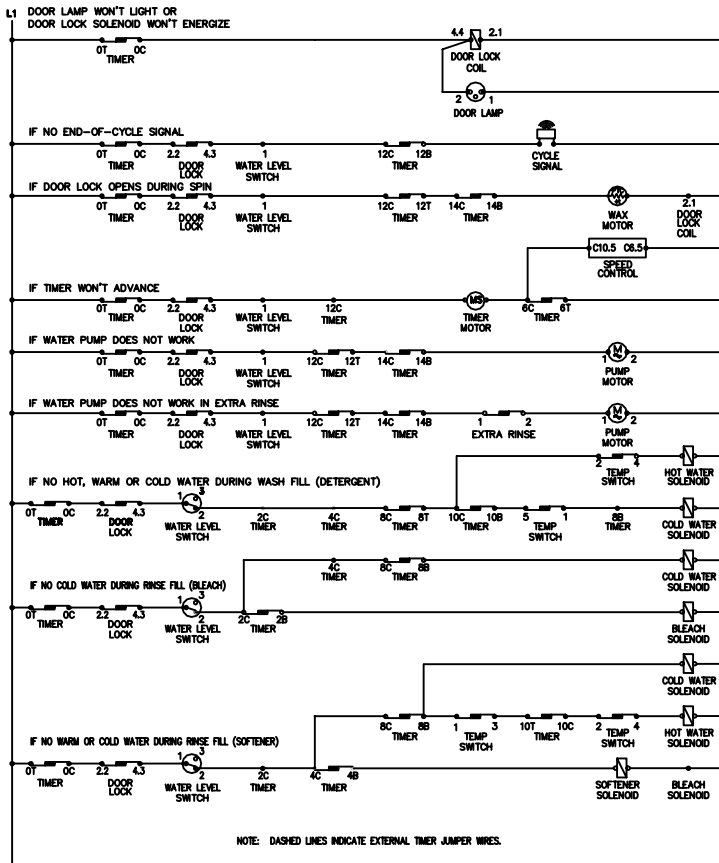 L1 DOOR LAMP WON'T LIGHT OR
DOOR LOCK SOLENOID WON'T ENERGIZE
0T 0C 4.4 2.1
TIMER DOOR LOCK
COIL
2 1
DOOR LAMP
IF NO END-OF-CYCLE SIGNAL
0T 0C 2.2 4.3 1 12C 12B
TIMER DOOR WATER LEVEL TIMER CYCLE
LOCK SWITCH SIGNAL
IF DOOR LOCK OPENS DURING SPIN
0T 0C 2.2 4.3 1 12C 12T 14C 14B 2.1
TIMER DOOR WATER LEVEL TIMER TIMER WAX DOOR
LOCK SWITCH MOTOR LOCK
COIL
C10.5 C6.5
SPEED
CONTROL
IF TIMER WON'T ADVANCE
0T 0C 2.2 4.3 1 12C MS 6C 6T
TIMER DOOR WATER LEVEL TIMER TIMER TIMER
LOCK SWITCH MOTOR
IF WATER PUMP DOES NOT WORK
0T 0C 2.2 4.3 1 12C 12T 14C 14B 1 M 2
TIMER DOOR WATER LEVEL TIMER TIMER PUMP
LOCK SWITCH MOTOR
IF WATER PUMP DOES NOT WORK IN EXTRA RINSE
0T 0C 2.2 4.3 1 12C 12T 14C 14B 1 2 1 M 2
TIMER DOOR WATER LEVEL TIMER TIMER EXTRA RINSE PUMP
LOCK SWITCH MOTOR
2 4
TEMP HOT WATER
SWITCH SOLENOID
IF NO HOT, WARM OR COLD WATER DURING WASH FILL (DETERGENT)
0T 0C 2.2 4.3 1 3 2 2C 4C 8C 8T 10C 10B 5 1 8B
TIMER DOOR WATER LEVEL TIMER TIMER TIMER TIMER TEMP TIMER COLD WATER
LOCK SWITCH SWITCH SOLENOID
4C 8C 8B
TIMER TIMER COLD WATER
SOLENOID
IF NO COLD WATER DURING RINSE FILL (BLEACH)
0T 0C 2.2 4.3 1 3 2 2C 2B
TIMER DOOR WATER LEVEL TIMER BLEACH
LOCK SWITCH SOLENOID
COLD WATER
SOLENOID
8C 8B 1 3 10T 10C 2 4
TIMER TEMP TIMER TEMP HOT WATER
SWITCH SWITCH SOLENOID
IF NO WARM OR COLD WATER DURING RINSE FILL (SOFTENER)
0T 0C 2.2 4.3 1 3 2 2C 4C 4B
TIMER DOOR WATER LEVEL TIMER TIMER SOFTENER BLEACH
LOCK SWITCH SOLENOID SOLENOID
NOTE: DASHED LINES INDICATE EXTERNAL TIMER JUMPER WIRES.